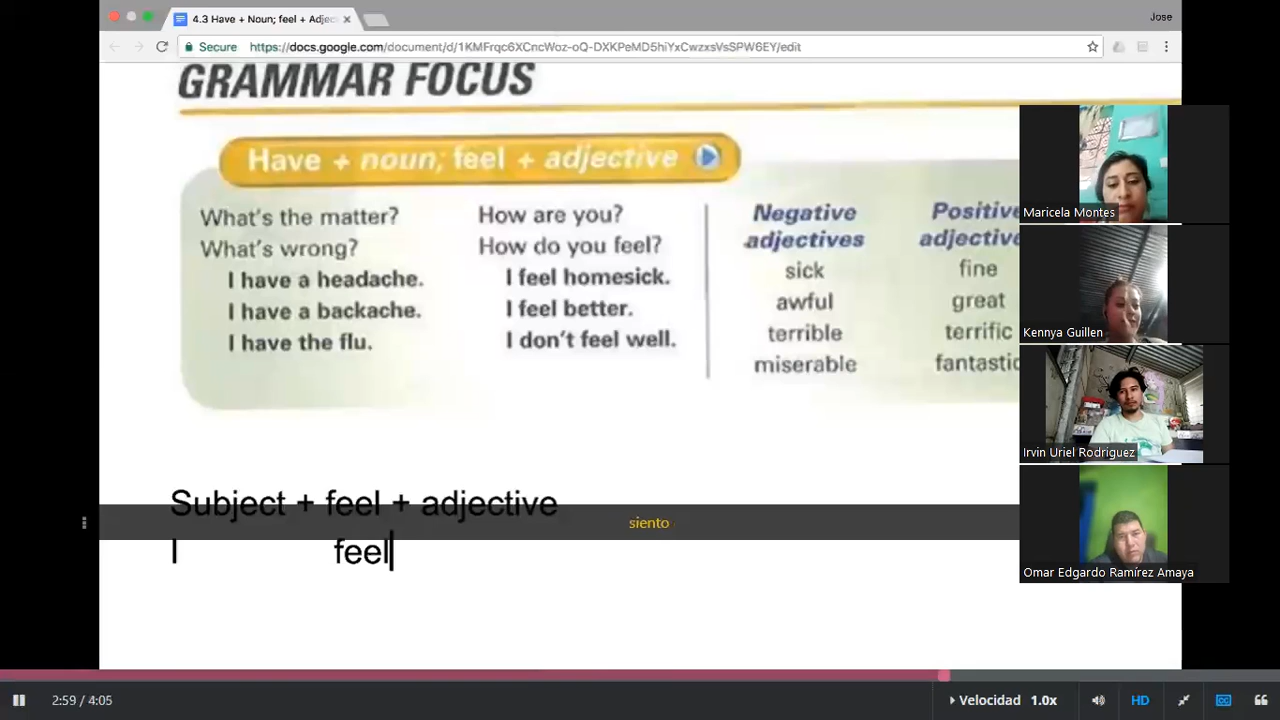 4.3 Have + Noun; feel + Adjec
Jose
Secure https://docs.google.com/document/d/1KMFrqc6XCncWoz-oQ-DXKPeMD5hiYxCwzxsVsSPW6EY/edit
GRAMMAR FOCUS
Have + noun; feel + adjective
What's the matter?
What's wrong?
I have a headache.
I have a backache.
I have the flu.
How are you?
How do you feel?
I feel homesick.
I feel better.
I don't feel well.
Negative
adjectives
sick
awful
terrible
miserable
Positive
adjective
fine
great
terrific
fantastic
Subject + feel + adjective
siento
I feel
Maricela Montes
Kennya Guillen
Irvin Uriel Rodriguez
Omar Edgardo Ramírez Amaya
2:59 / 4:05
Velocidad 1.0x
HD
CC